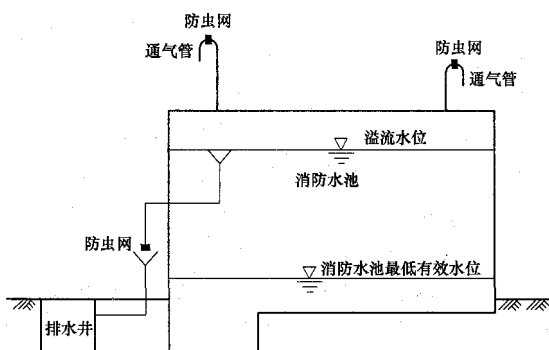 防虫网
通气管
防虫网
通气管
溢流水位
消防水池
防虫网
消防水池最低有效水位
排水井